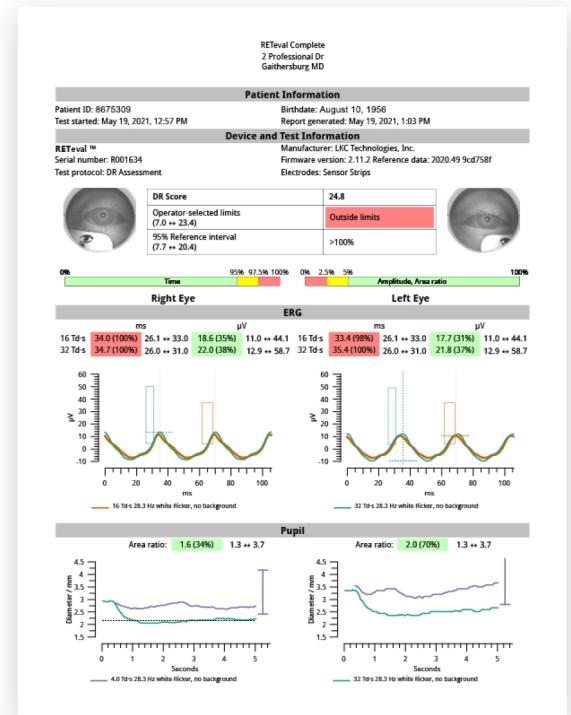 RETeval Complete
2 Professional Dr
Gaithersburg MD
Patient Information
Patient ID: 8675309 Birthdate: August 10, 1956
Test started: May 19, 2021, 12:57 PM Report generated: May 19, 2021, 1:03 PM
Device and Test Information
RETeval ™ Manufacturer: LKC Technologies, Inc.
Serial number: R001634 Firmware version: 2.11.2 Reference data: 2020.49 9cd758f
Test protocol: DR Assessment Electrodes: Sensor Strips
DR Score 24.8
Operator-selected limits
(7.0 ↔ 23.4) Outside limits
95% Reference interval
(7.7 ↔ 20.4) >100%
0% 95% 97.5% 100% 0% 2.5% 5% 100%
Time Amplitude, Area ratio
Right Eye Left Eye
ERG
ms µV ms µV
16 Td·s 34.0 (100%) 26.1 ↔ 33.0 18.6 (35%) 11.0 ↔ 44.1 16 Td·s 33.4 (98%) 26.1 ↔ 33.0 17.7 (31%) 11.0 ↔ 44.1
32 Td·s 34.7 (100%) 26.0 ↔ 31.0 22.0 (38%) 12.9 ↔ 58.7 32 Td·s 35.4 (100%) 26.0 ↔ 31.0 21.8 (37%) 12.9 ↔ 58.7
60 60
50 50
40 40
30 30
µV µV
20 20
10 10
0 0
-10 -10
0 20 40 60 80 100 0 20 40 60 80 100
ms ms
16 Td·s 28.3 Hz white flicker, no background 32 Td·s 28.3 Hz white flicker, no background
Pupil
Area ratio: 1.6 (34%) 1.3 ↔ 3.7 Area ratio: 2.0 (70%) 1.3 ↔ 3.7
4.5 4.5
4 4
3.5 3.5
Diameter / mm Diameter / mm
3 3
2.5 2.5
2 2
1.5 1.5
0 1 2 3 4 5 0 1 2 3 4 5
Seconds Seconds
4.0 Td·s 28.3 Hz white flicker, no background 32 Td·s 28.3 Hz white flicker, no background